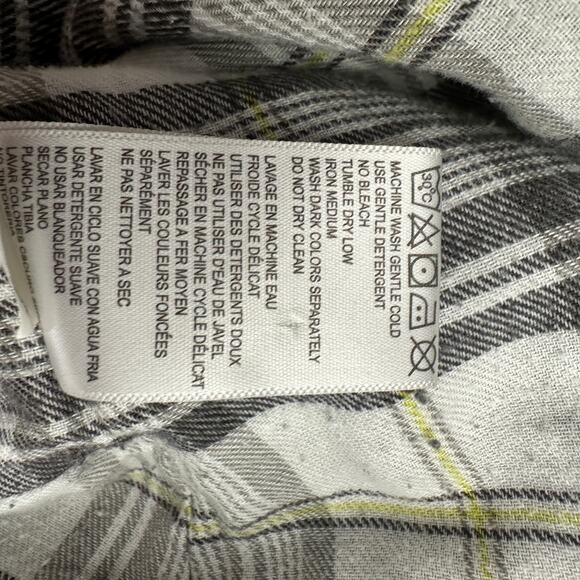 30°C
MACHINE WASH GENTLE COLD
USE GENTLE DETERGENT
NO BLEACH
TUMBLE DRY LOW
IRON MEDIUM
WASH DARK COLORS SEPARATELY
DO NOT DRY CLEAN
LAVAGE EN MACHINE EAU
FROIDE CYCLE DÉLICAT
UTILISER DES DETERGENTS DOUX
NE PAS UTILISER D'EAU DE JAVEL
SÉCHER EN MACHINE CYCLE DÉLICAT
REPASSAGE A FER MOYEN
LAVER LES COULEURS FONCÉES
SÉPARÉMENT
NE PAS NETTOYER A SEC
LAVAR EN CICLO SUAVE CON AGUA FRIA
USAR DETERGENTE SUAVE
NO USAR BLANQUEADOR
SECAR PLANO
PLANCHA TIBIA
LAVAR COLORES